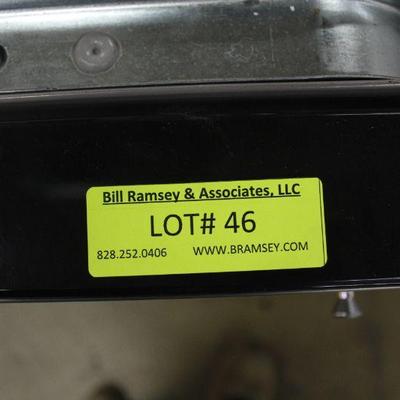 Bill Ramsey & Associates, LLC
LOT# 46
828.252.0406 WWW.BRAMSEY.COM